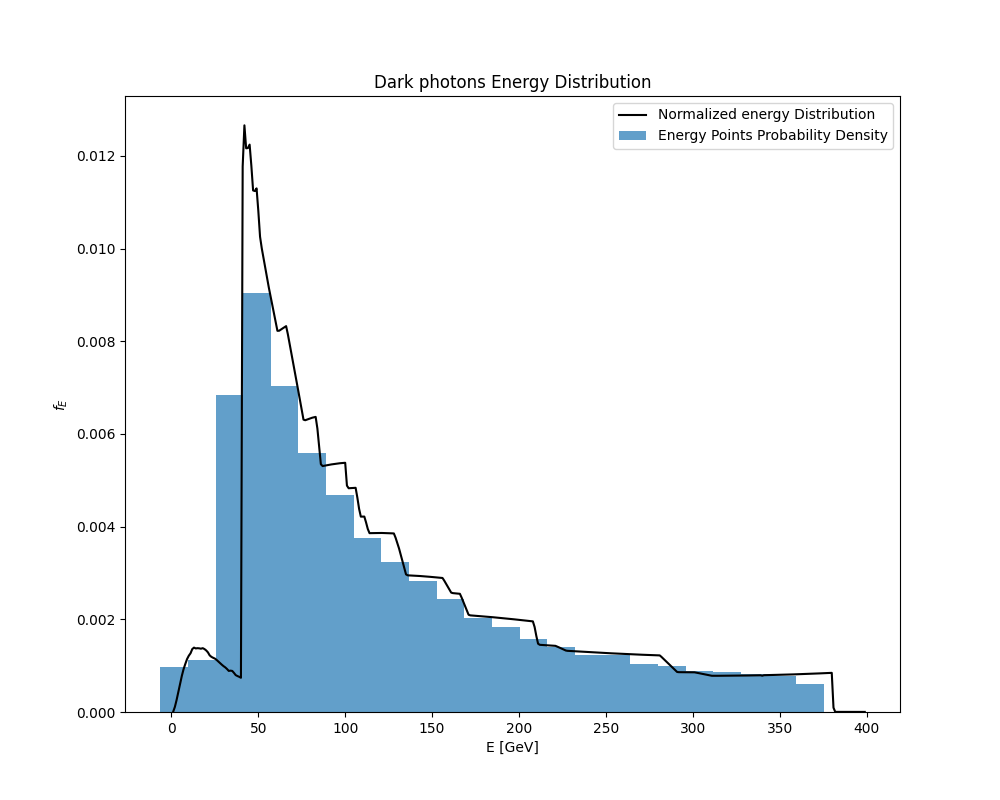 Dark photons Energy Distribution
Normalized energy Distribution
Energy Points Probability Density
0.012
0.010
0.008
0.006
0.004
0.002
0.000
f_E
0 50 100 150 200 250 300 350 400
E [GeV]